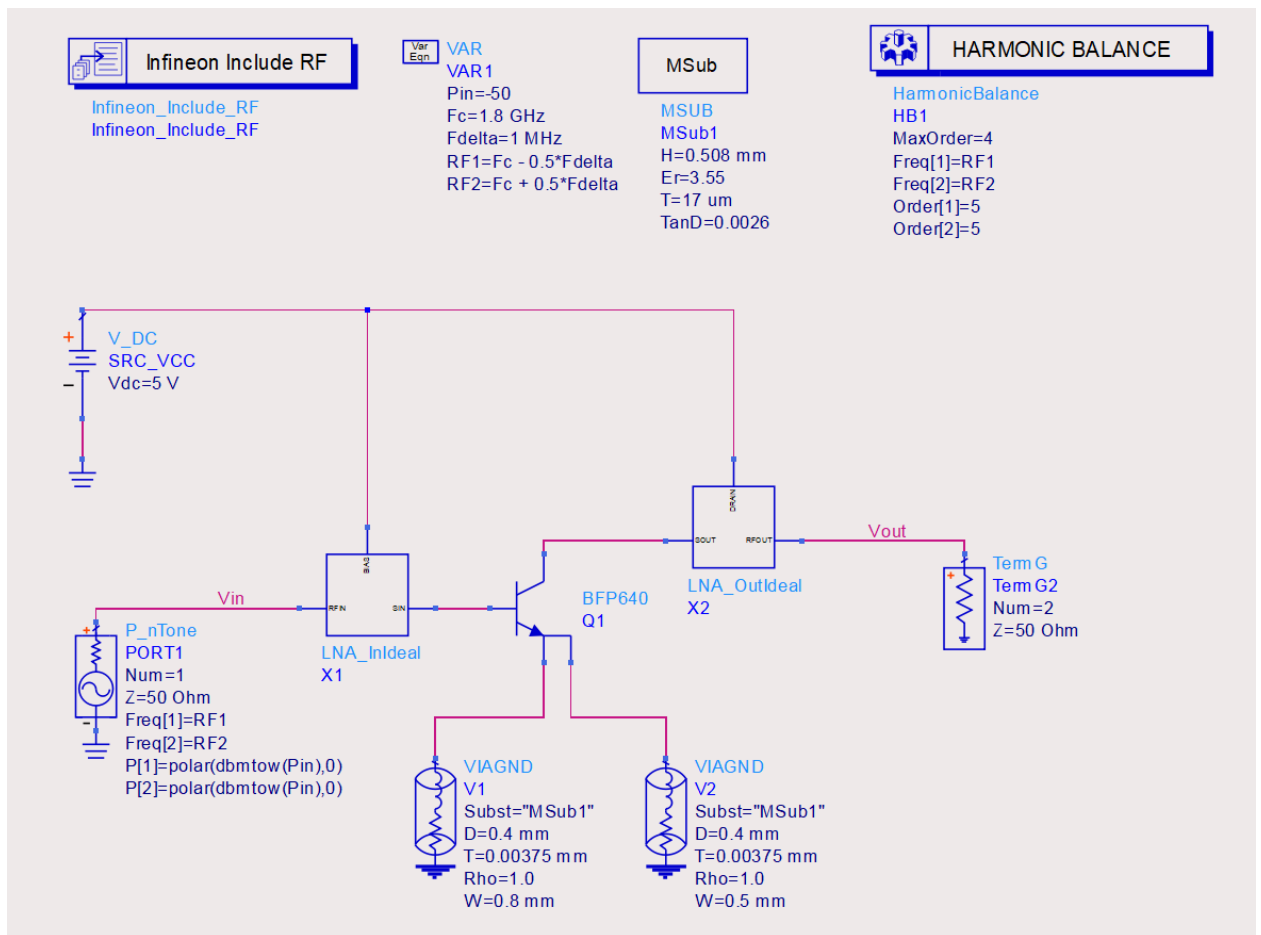 Infineon Include RF
Infineon_Include_RF
Infineon_Include_RF
Var
Eqn
VAR
VAR1
Pin=-50
Fc=1.8 GHz
Fdelta=1 MHz
RF1=Fc - 0.5*Fdelta
RF2=Fc + 0.5*Fdelta
MSub
MSUB
MSub1
H=0.508 mm
Er=3.55
T=17 um
TanD=0.0026
HARMONIC BALANCE
HarmonicBalance
HB1
MaxOrder=4
Freq[1]=RF1
Freq[2]=RF2
Order[1]=5
Order[2]=5
+
–
V_DC
SRC_VCC
Vdc=5 V
Vin
+
-
P_nTone
PORT1
Num=1
Z=50 Ohm
Freq[1]=RF1
Freq[2]=RF2
P[1]=polar(dbmtow(Pin),0)
P[2]=polar(dbmtow(Pin),0)
BIAS
RFIN
SIN
LNA_InIdeal
X1
BFP640
Q1
DRAIN
SOUT
RFOUT
LNA_OutIdeal
X2
Vout
+
Term G
Term G2
Num=2
Z=50 Ohm
VIAGND
V1
Subst="MSub1"
D=0.4 mm
T=0.00375 mm
Rho=1.0
W=0.8 mm
VIAGND
V2
Subst="MSub1"
D=0.4 mm
T=0.00375 mm
Rho=1.0
W=0.5 mm